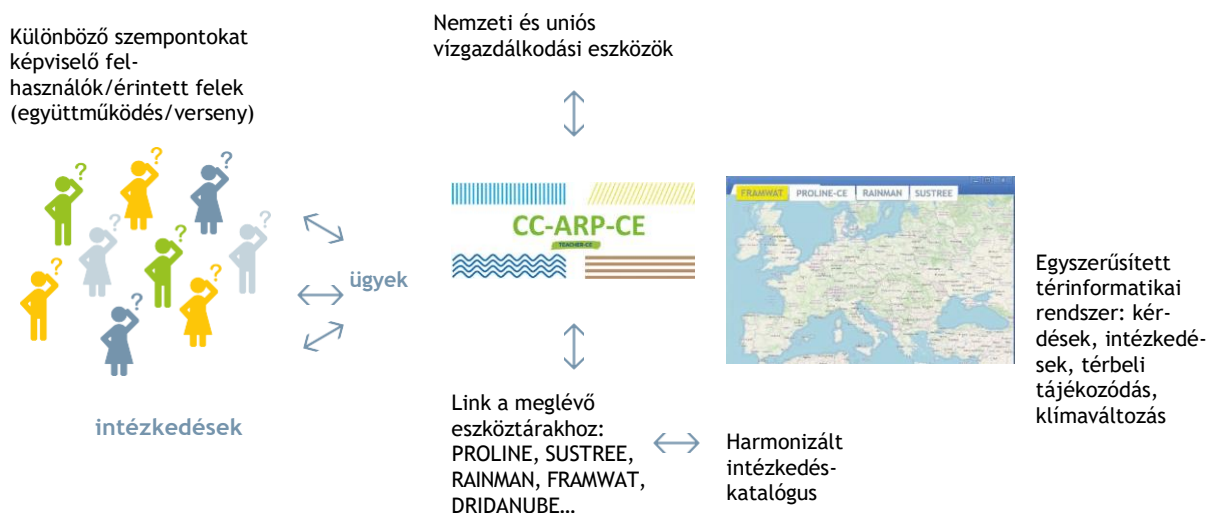 Különböző szempontokat
képviselő fel-
használók/érintett felek
(együttműködés/verseny)
? ? ? ? ? ? ? ? ?
intézkedések
ügyek
Nemzeti és uniós
vízgazdálkodási eszközök
CC-ARP-CE
TEACHER-CE
Link a meglévő
eszköztárakhoz:
PROLINE, SUSTREE,
RAINMAN, FRAMWAT,
DRIDANUBE…
Harmonizált
intézkedés-
katalógus
FRAMWAT PROLINE-CE RAINMAN SUSTREE
Egyszerűsített
térinformatikai
rendszer: kér-
dések, intézkedé-
sek, térbeli
tájékozódás,
klímaváltozás